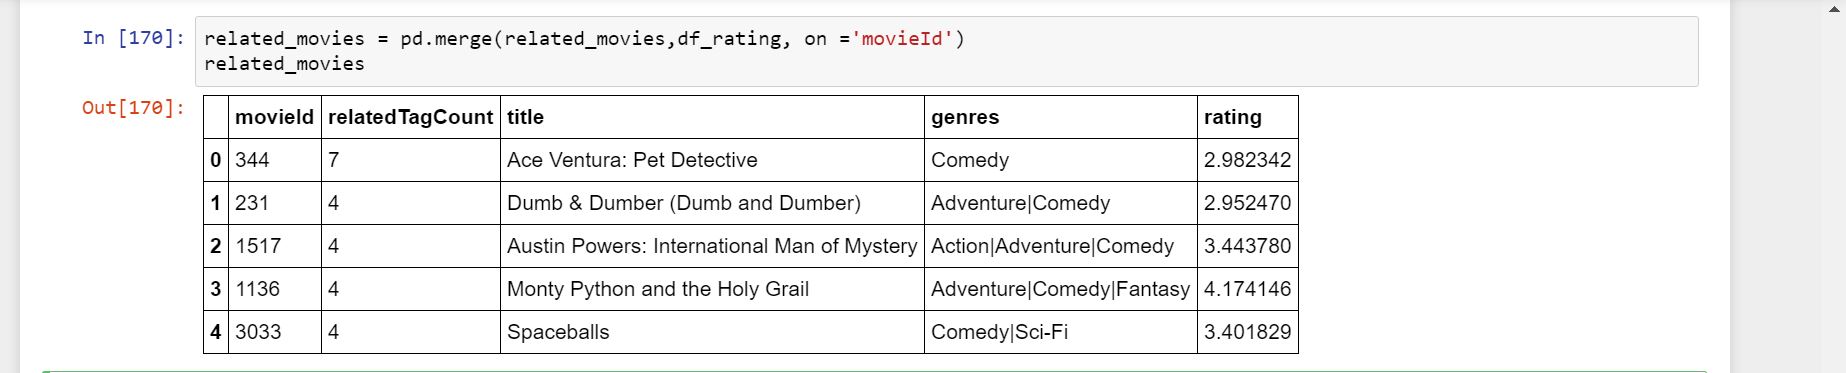 In [170]: related_movies = pd.merge(related_movies,df_rating, on ='movieId')
related_movies
Out[170]:
movieId relatedTagCount title genres rating
0 344 7 Ace Ventura: Pet Detective Comedy 2.982342
1 231 4 Dumb & Dumber (Dumb and Dumber) Adventure|Comedy 2.952470
2 1517 4 Austin Powers: International Man of Mystery Action|Adventure|Comedy 3.443780
3 1136 4 Monty Python and the Holy Grail Adventure|Comedy|Fantasy 4.174146
4 3033 4 Spaceballs Comedy|Sci-Fi 3.401829